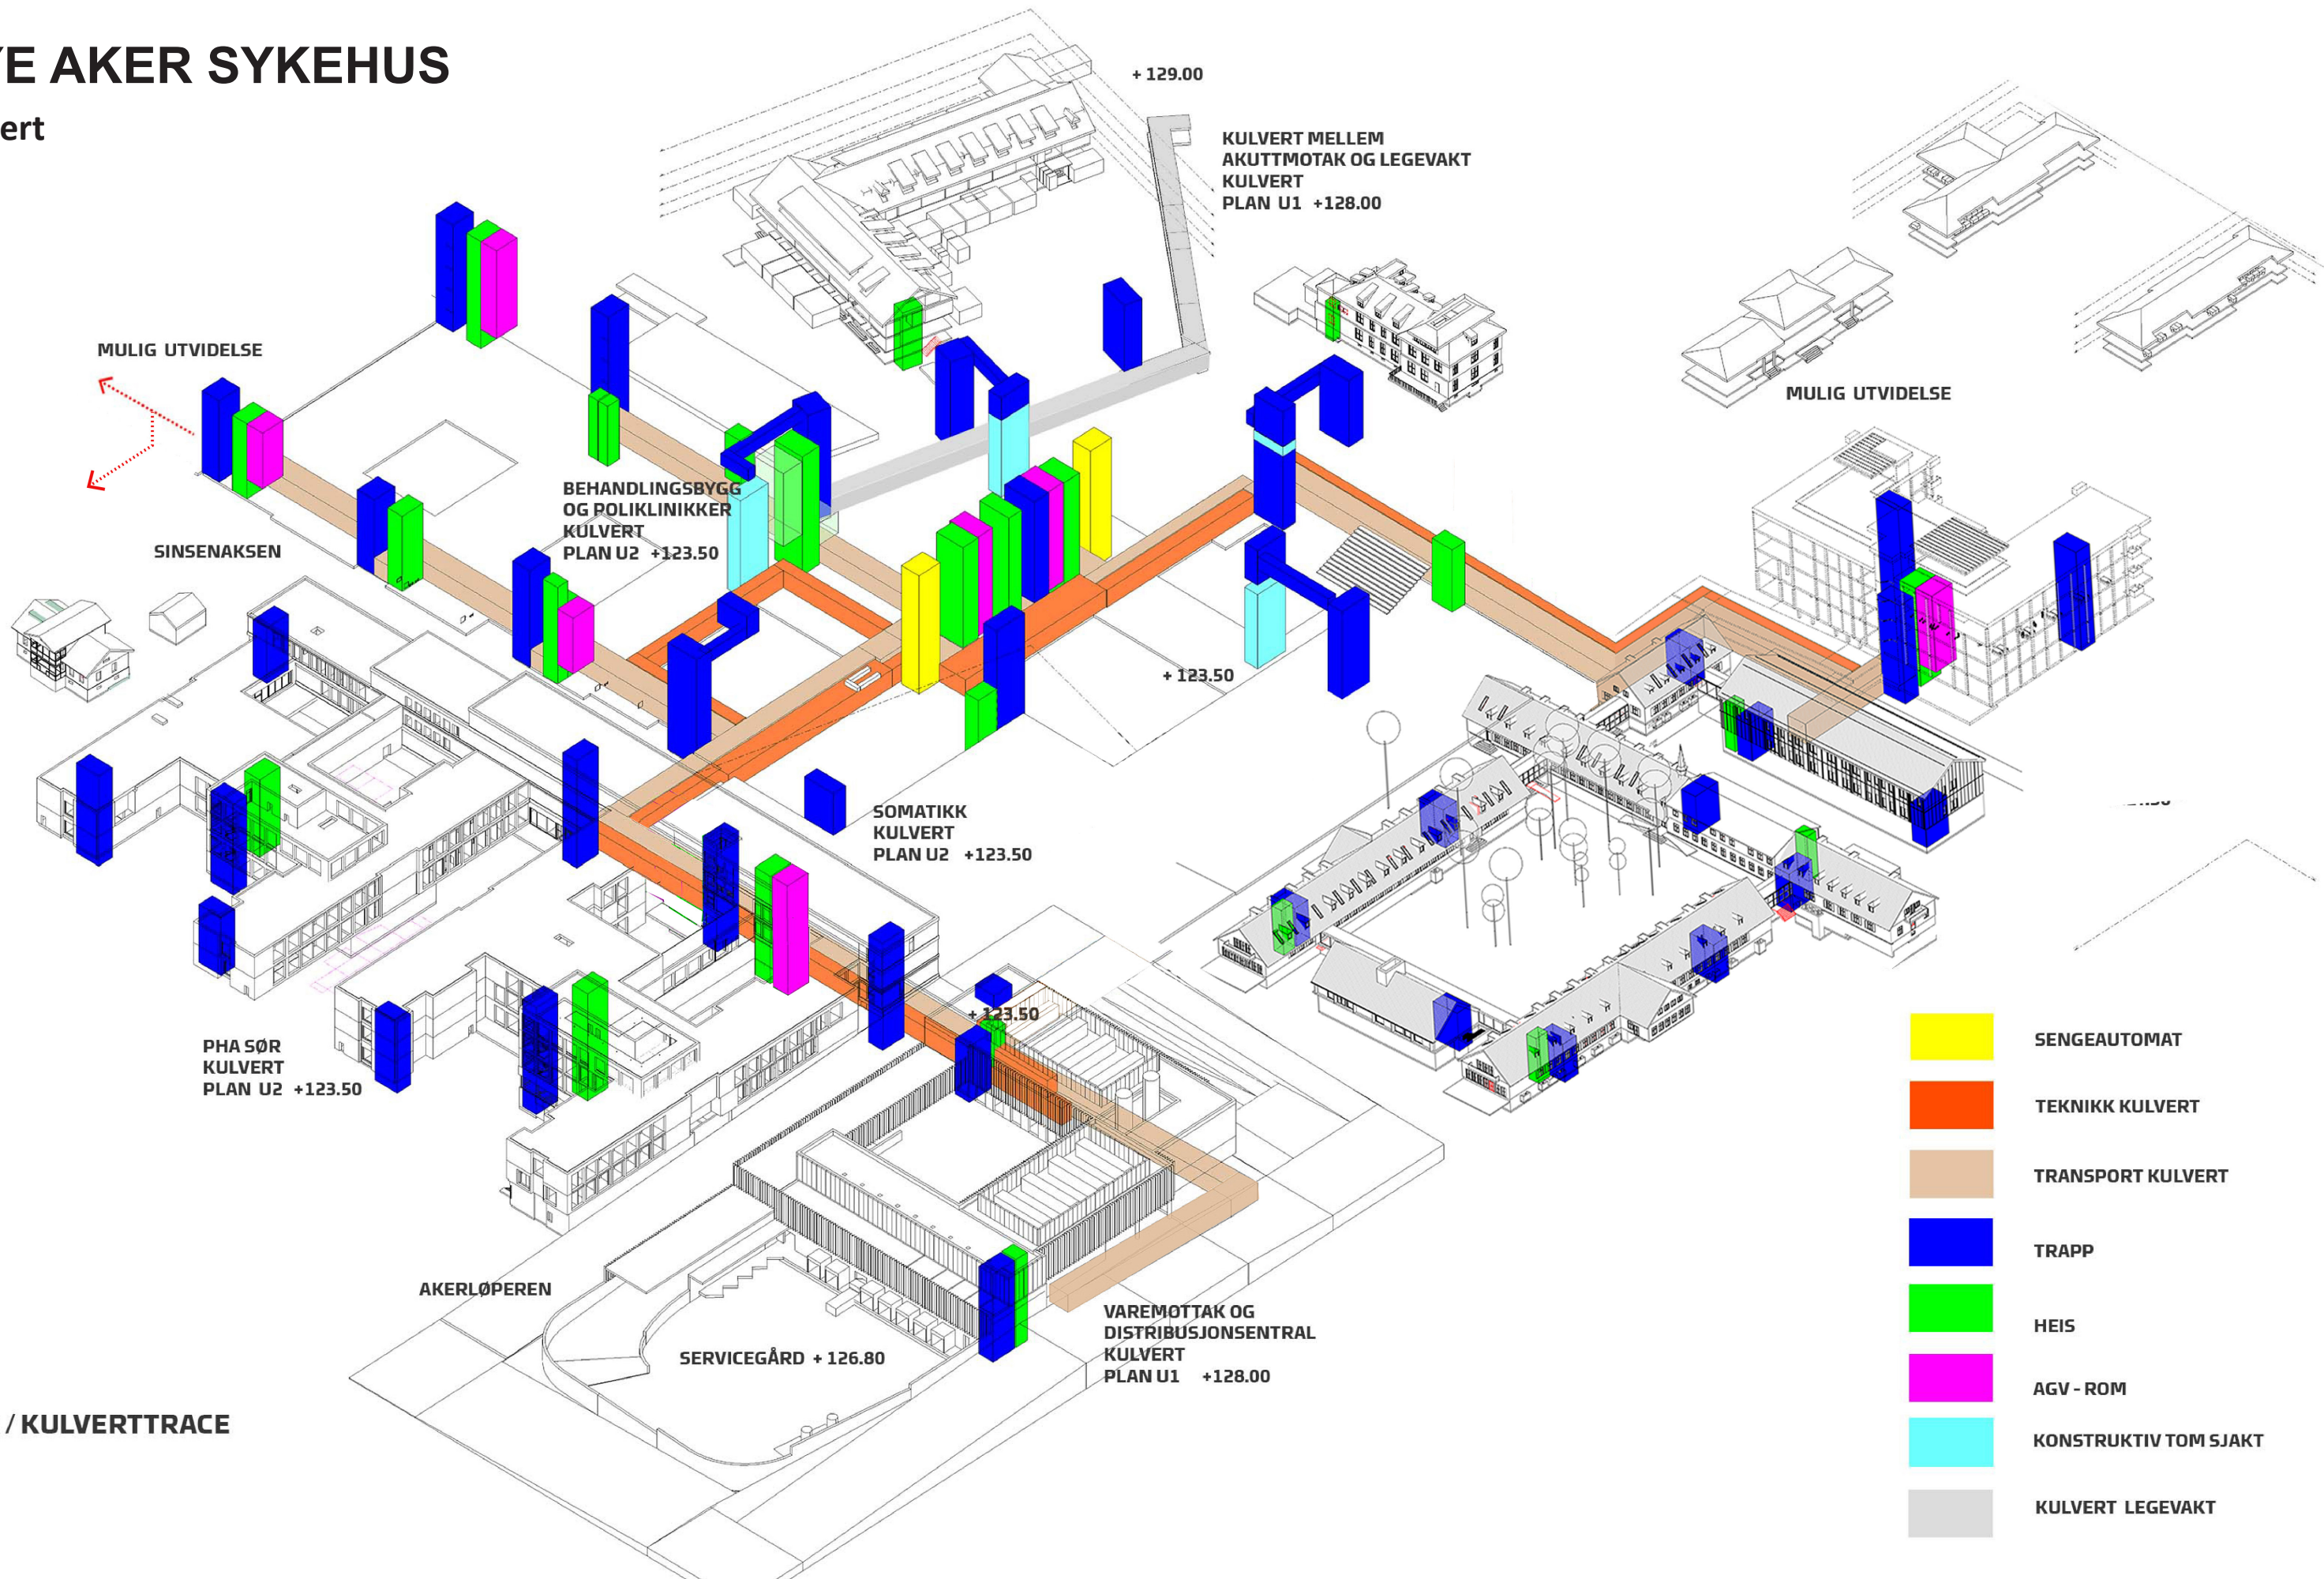 YE AKER SYKEHUS
ert
+ 129.00
KULVERT MELLEM
AKUTTMOTAK OG LEGEVAKT
KULVERT
PLAN U1 +128.00
MULIG UTVIDELSE
MULIG UTVIDELSE
BEHANDLINGSBYGG
OG POLIKLINIKKER
KULVERT
PLAN U2 +123.50
SINSENAKSEN
+ 123.50
SOMATIKK
KULVERT
PLAN U2 +123.50
+ 123.50
PHA SØR
KULVERT
PLAN U2 +123.50
AKERLØPEREN
SERVICEGÅRD + 126.80
VAREMOTTAK OG
DISTRIBUSJONSENTRAL
KULVERT
PLAN U1 +128.00
/ KULVERTTRACE
SENGEAUTOMAT
TEKNIKK KULVERT
TRANSPORT KULVERT
TRAPP
HEIS
AGV - ROM
KONSTRUKTIV TOM SJAKT
KULVERT LEGEVAKT